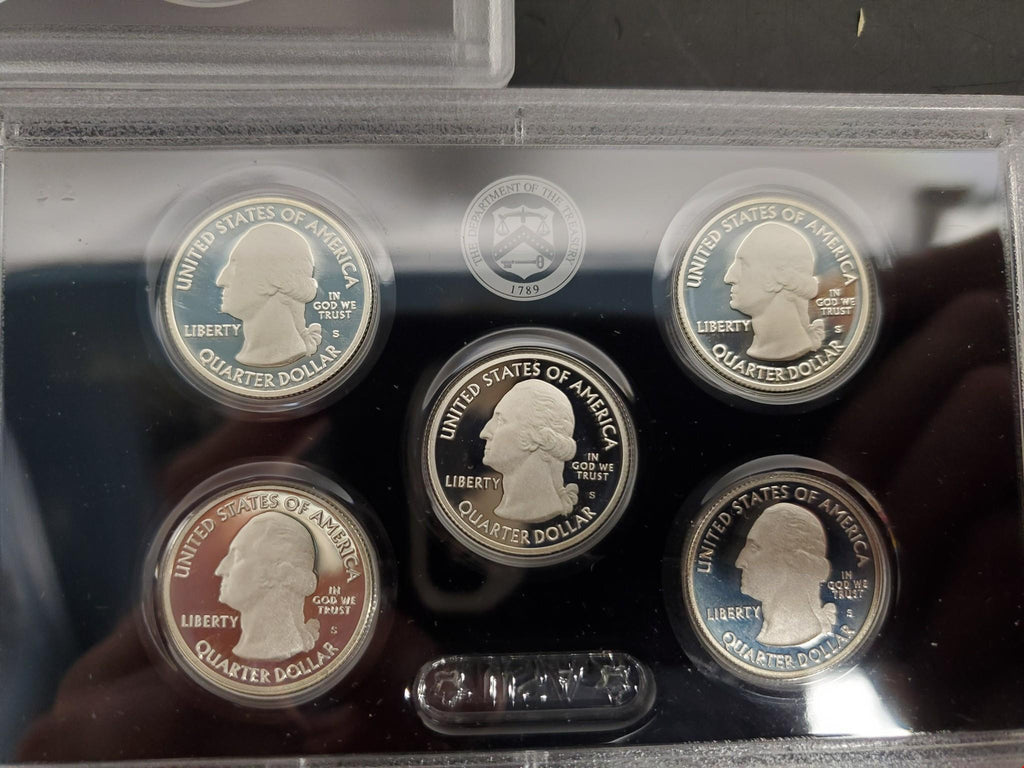 UNITED STATES OF AMERICA
IN
GOD WE
TRUST
LIBERTY
S
QUARTER DOLLAR
THE DEPARTMENT OF THE TREASURY
1789
UNITED STATES OF AMERICA
IN
GOD WE
TRUST
LIBERTY
S
QUARTER DOLLAR
UNITED STATES OF AMERICA
IN
GOD WE
TRUST
LIBERTY
S
QUARTER DOLLAR
UNITED STATES OF AMERICA
IN
GOD WE
TRUST
LIBERTY
S
QUARTER DOLLAR
UNITED STATES OF AMERICA
IN
GOD WE
TRUST
LIBERTY
S
QUARTER DOLLAR